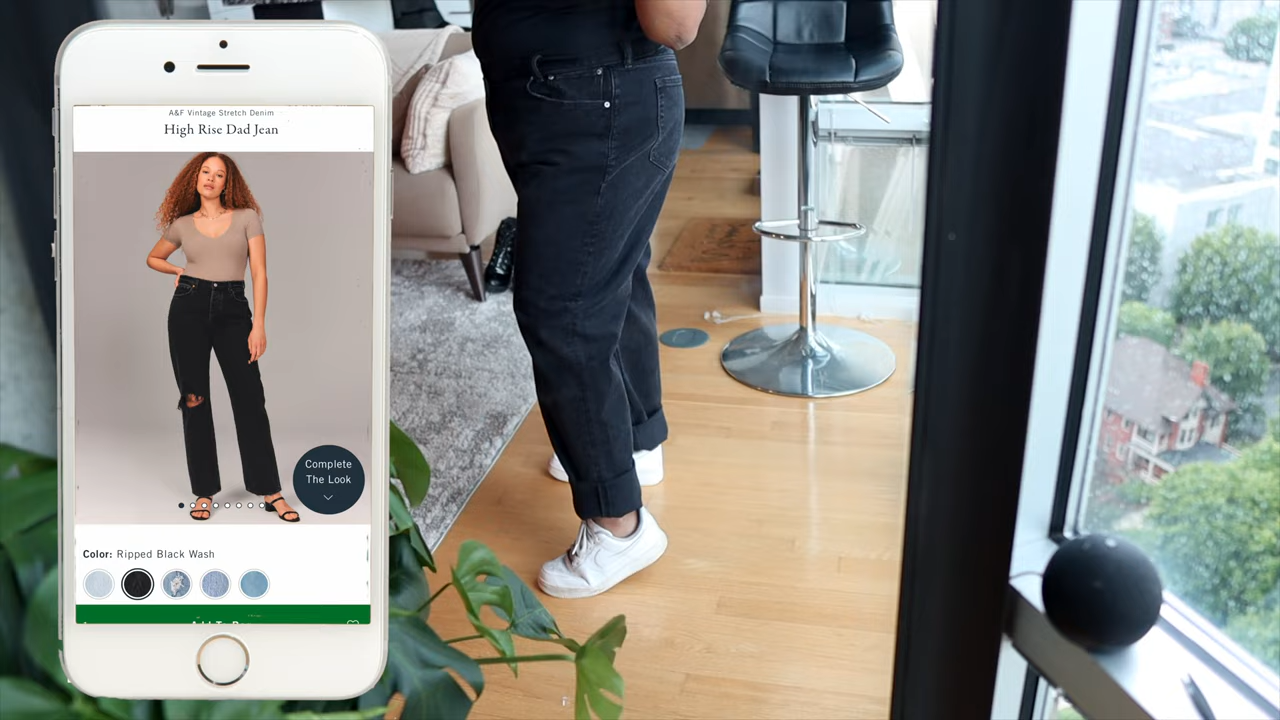 A&F Vintage Stretch Denim
High Rise Dad Jean
Complete
The Look
Color: Ripped Black Wash